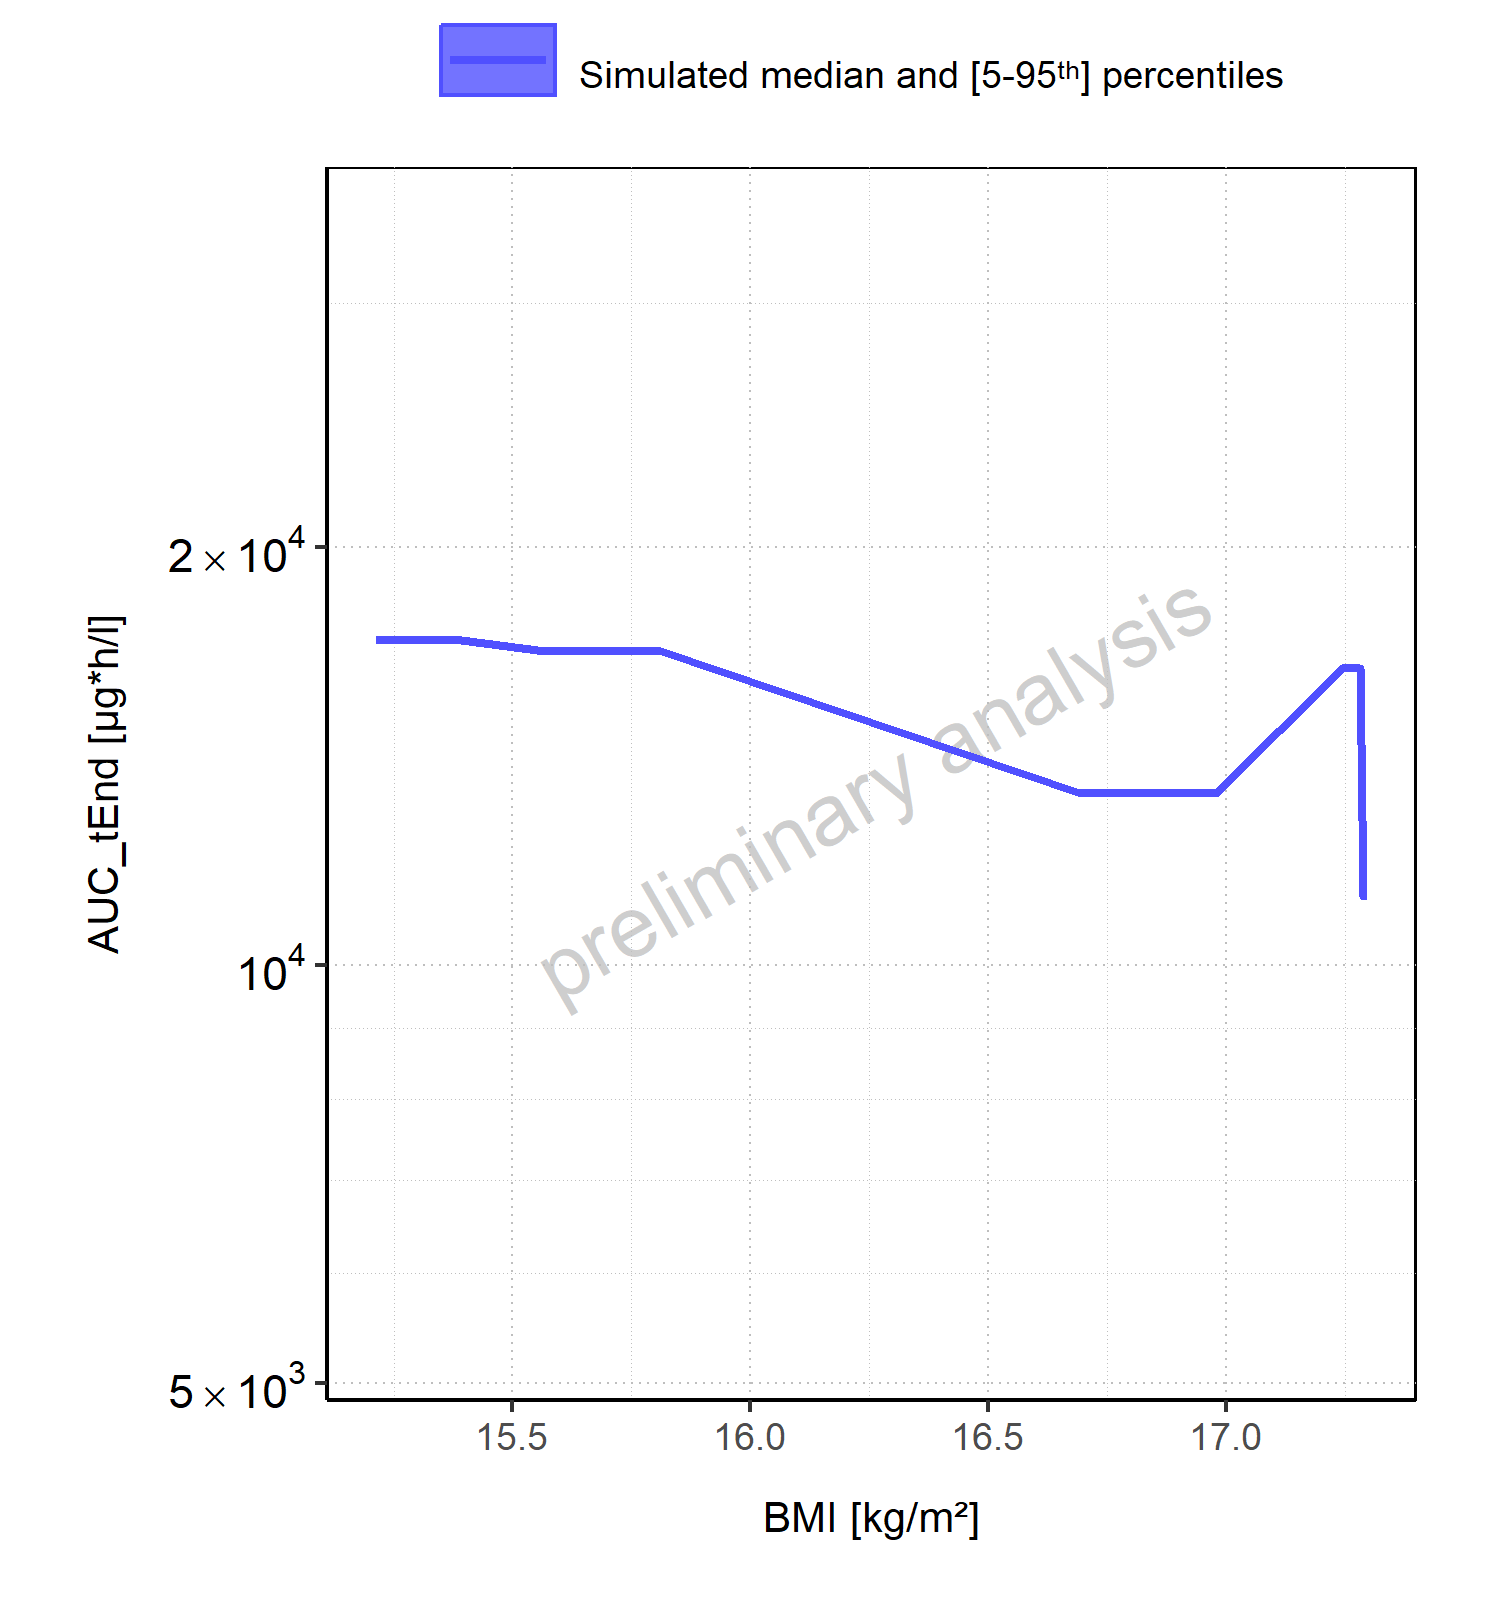 Simulated median and [5-95ᵗʰ] percentiles
AUC_tEnd [µg*h/l]
2 × 10⁴
10⁴
5 × 10³
preliminary analysis
15.5 16.0 16.5 17.0
BMI [kg/m²]